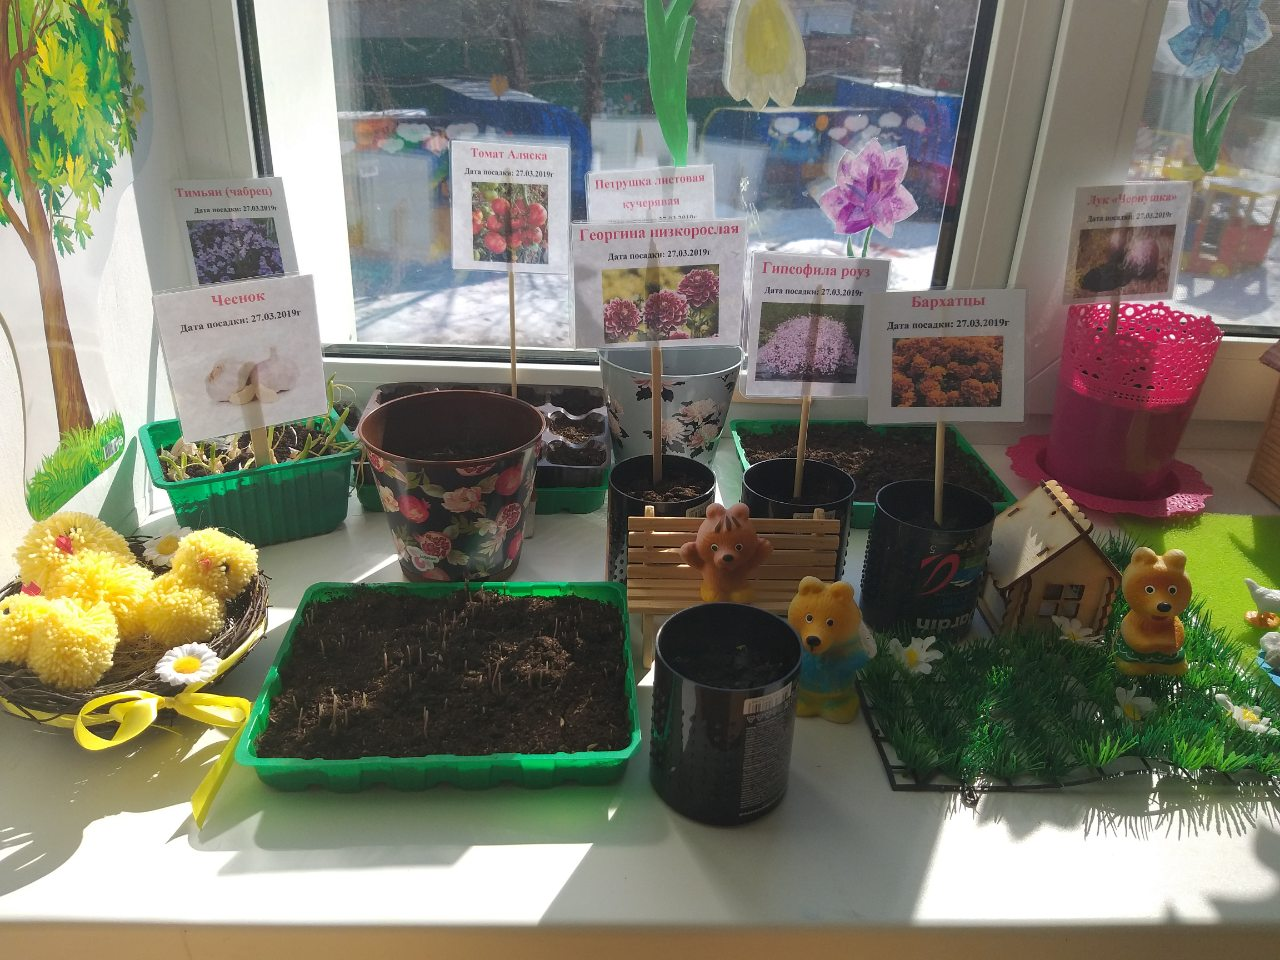 Тимьян (чабрец)
Дата посадки: 27.03.2019г
Чеснок
Дата посадки: 27.03.2019г
Томат Аляска
Дата посадки: 27.03.2019г
Петрушка листовая
кучерявая
Георгина низкорослая
Дата посадки: 27.03.2019г
Гипсофила роуз
Дата посадки: 27.03.2019г
Бархатцы
Дата посадки: 27.03.2019г
Лук «Чернушка»
Дата посадки: 27.03.2019г